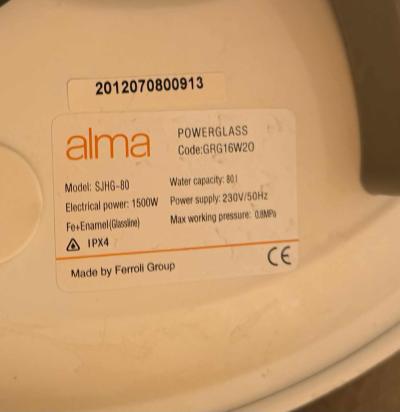 2012070800913
alma
POWERGLASS
Code:GRG16W20
Model: SJHG-80
Water capacity: 80 l
Electrical power: 1500W
Power supply: 230V/50Hz
Fe+Enamel(Glassline)
Max working pressure: 0.8MPa
IPX4
CE
Made by Ferroli Group